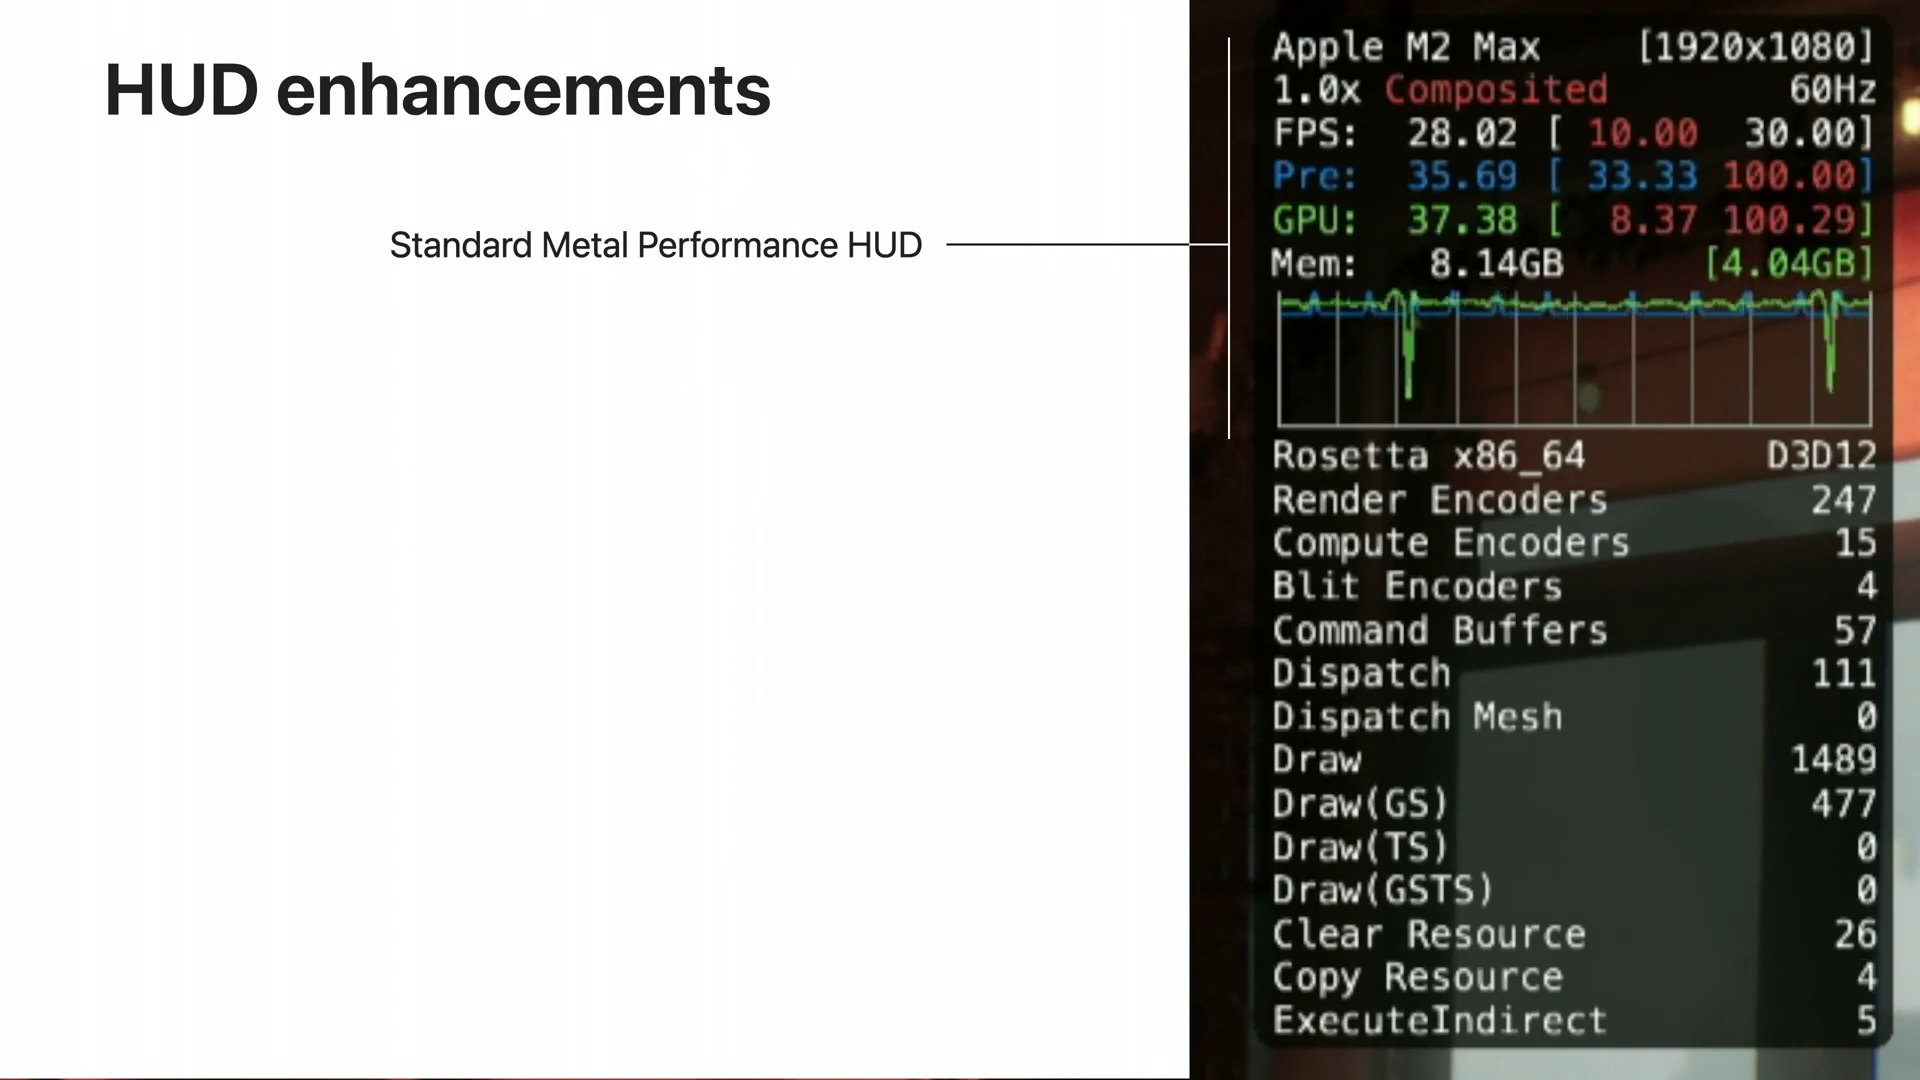 HUD enhancements
Standard Metal Performance HUD
Apple M2 Max [1920x1080]
1.0x Composited 60Hz
FPS: 28.02 [ 10.00 30.00]
Pre: 35.69 [ 33.33 100.00]
GPU: 37.38 [ 8.37 100.29]
Mem: 8.14GB [4.04GB]
Rosetta x86_64 D3D12
Render Encoders 247
Compute Encoders 15
Blit Encoders 4
Command Buffers 57
Dispatch 111
Dispatch Mesh 0
Draw 1489
Draw(GS) 477
Draw(TS) 0
Draw(GSTS) 0
Clear Resource 26
Copy Resource 4
ExecuteIndirect 5